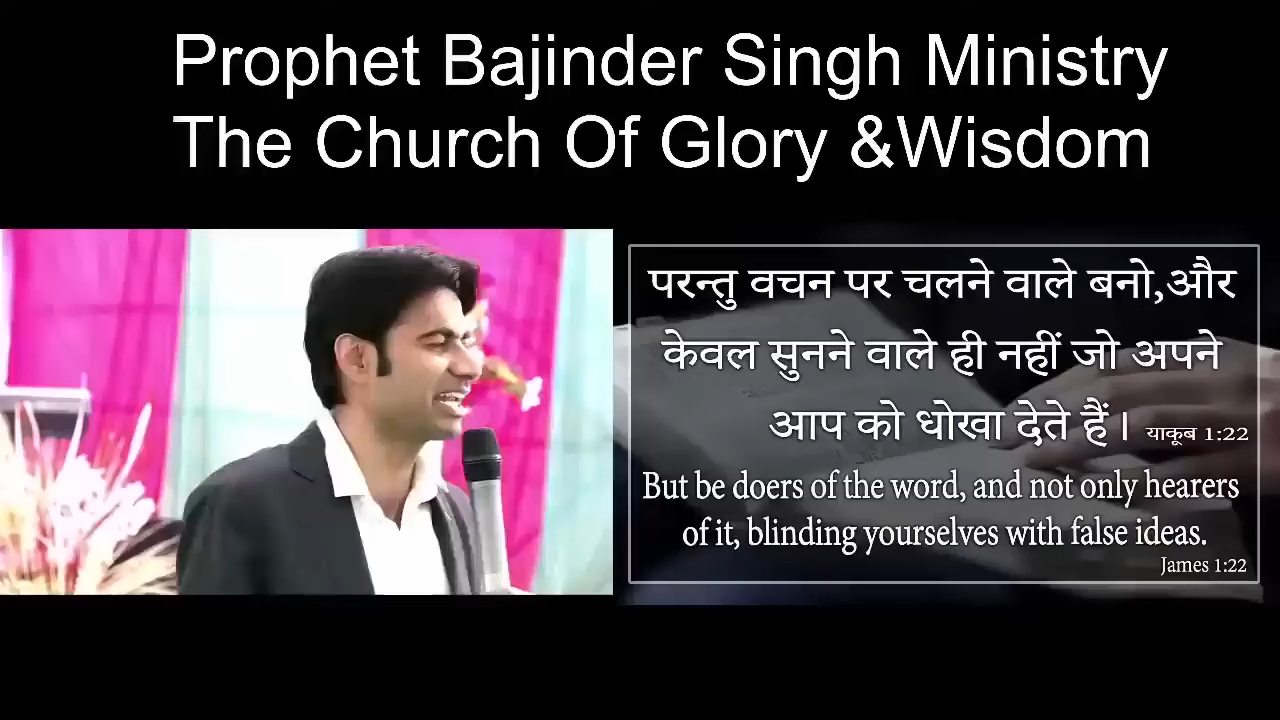 Prophet Bajinder Singh Ministry
The Church Of Glory &Wisdom
परन्तु वचन पर चलने वाले बनो,और
केवल सुनने वाले ही नहीं जो अपने
आप को धोखा देते हैं। याकूब 1:22
But be doers of the word, and not only hearers
of it, blinding yourselves with false ideas.
James 1:22